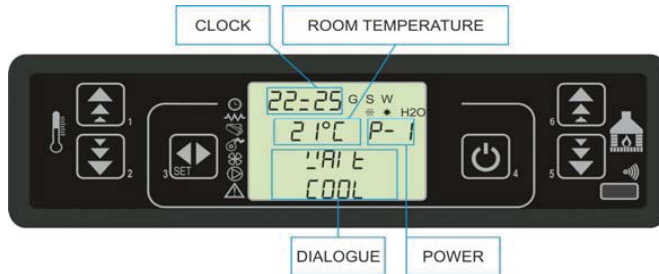 CLOCK ROOM TEMPERATURE
22=25 G S W
H2O
21°C P-1
1 6
WAIt
COOL
3 SET 4
2 5
DIALOGUE POWER